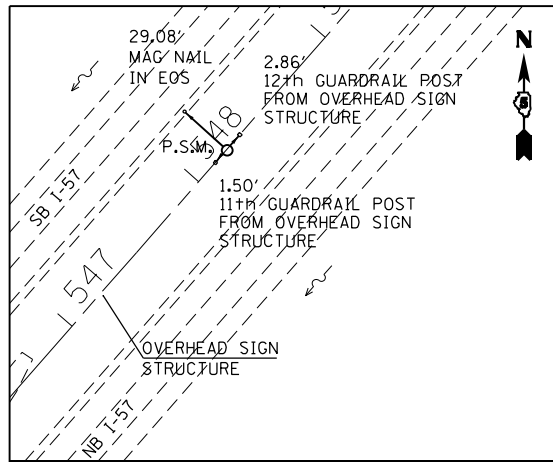 29.08'
MAG NAIL
IN EOS
2.86'
12th GUARDRAIL POST
FROM OVERHEAD SIGN
STRUCTURE
N
P.S.M.
548
1.50'
11th GUARDRAIL POST
FROM OVERHEAD SIGN
STRUCTURE
SB I-57
547
OVERHEAD SIGN
STRUCTURE
NB I-57